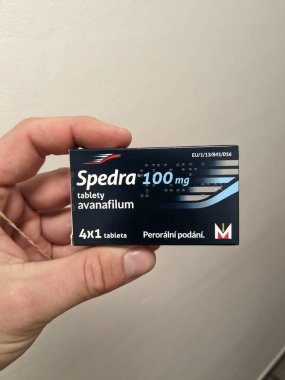 EU/1/13/841/016
Spedra® 100 mg
tablety
avanafilum
4x1 tableta
Perorální podání.